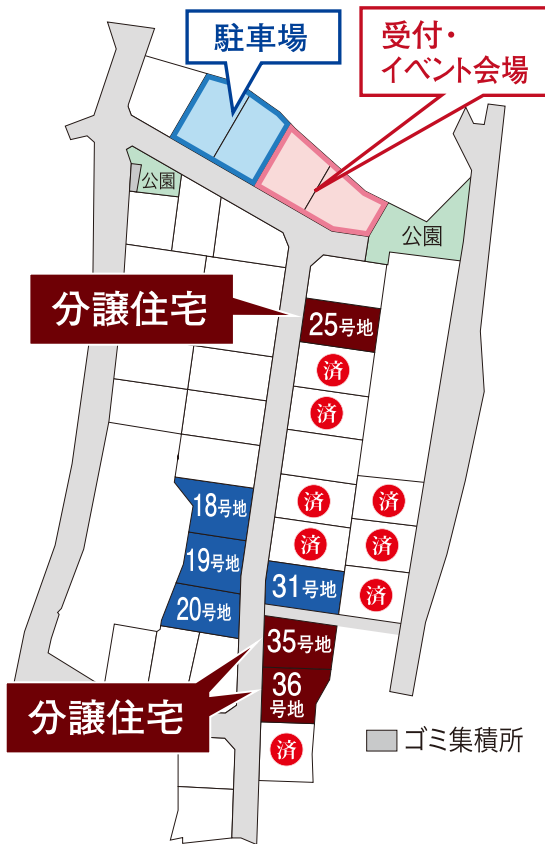 駐車場
受付・
イベント会場
公園
公園
分譲住宅
25号地
済
済
18号地
済
済
19号地
済
済
20号地
31号地
済
35号地
36
号地
分譲住宅
済
ゴミ集積所